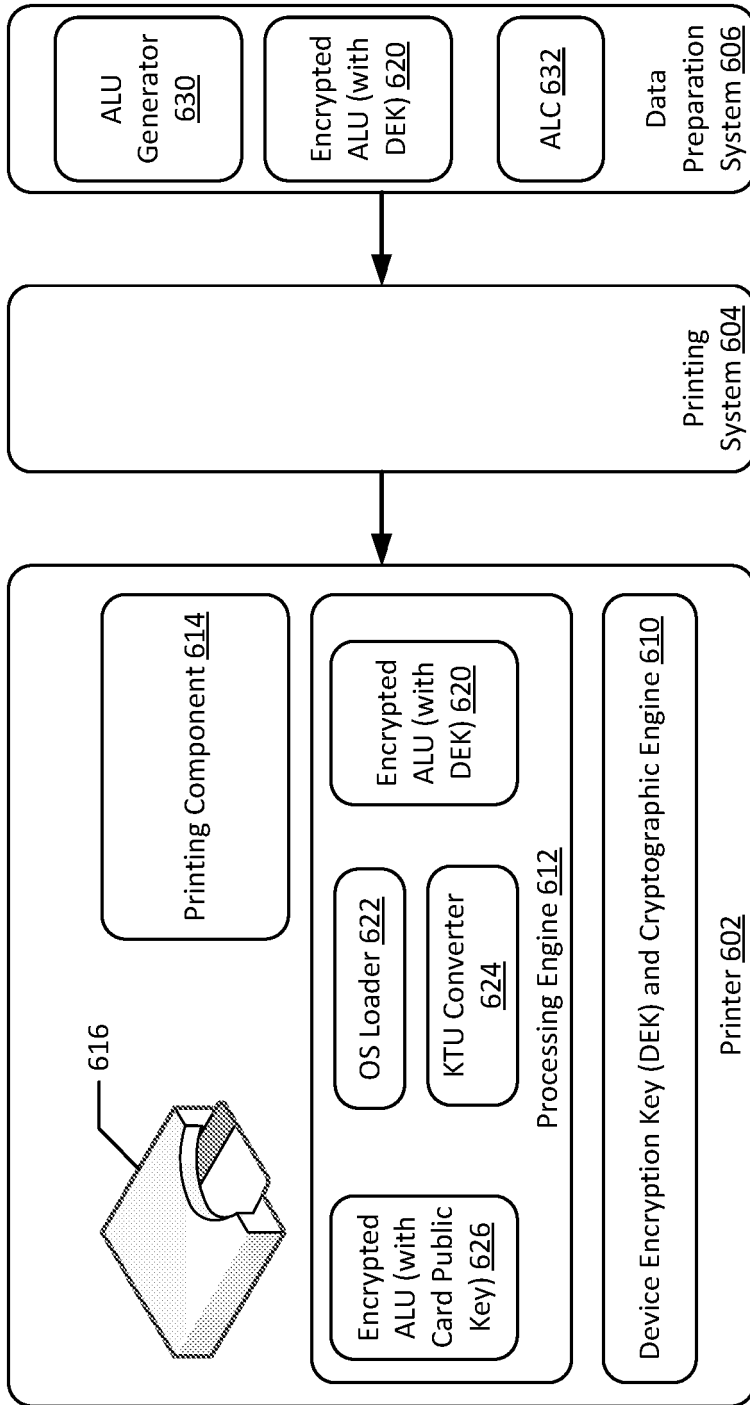 616
Printing Component 614
Encrypted
ALU (with
Card Public
Key) 626
OS Loader 622
KTU Converter
624
Encrypted
ALU (with
DEK) 620
Processing Engine 612
Device Encryption Key (DEK) and Cryptographic Engine 610
Printer 602
Printing
System 604
ALU
Generator
630
Encrypted
ALU (with
DEK) 620
ALC 632
Data
Preparation
System 606